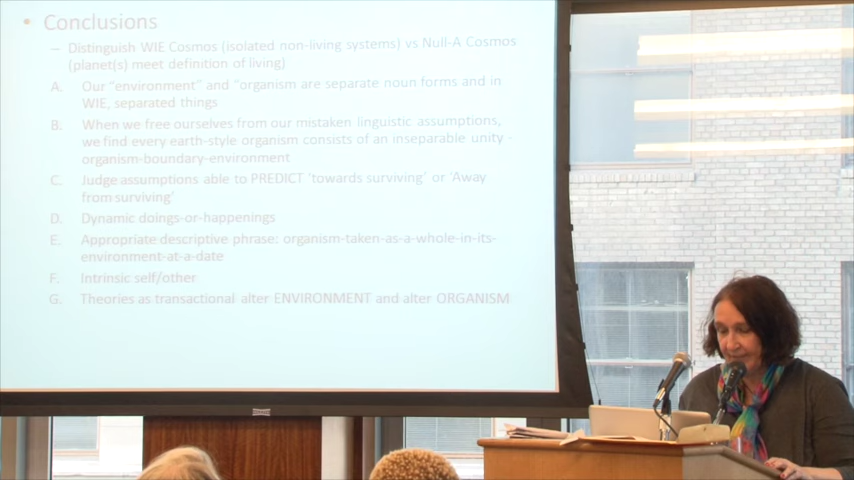 • Conclusions
– Distinguish WIE Cosmos (isolated non-living systems) vs Null-A Cosmos
(planet(s) meet definition of living)
A. Our “environment” and “organism are separate noun forms and in
WIE, separated things
B. When we free ourselves from our mistaken linguistic assumptions,
we find every earth-style organism consists of an inseparable unity -
organism-boundary-environment
C. Judge assumptions able to PREDICT ‘towards surviving’ or ‘Away
from surviving’
D. Dynamic doings-or-happenings
E. Appropriate descriptive phrase: organism-taken-as-a-whole-in-its-
environment-at-a-date
F. Intrinsic self/other
G. Theories as transactional alter ENVIRONMENT and alter ORGANISM